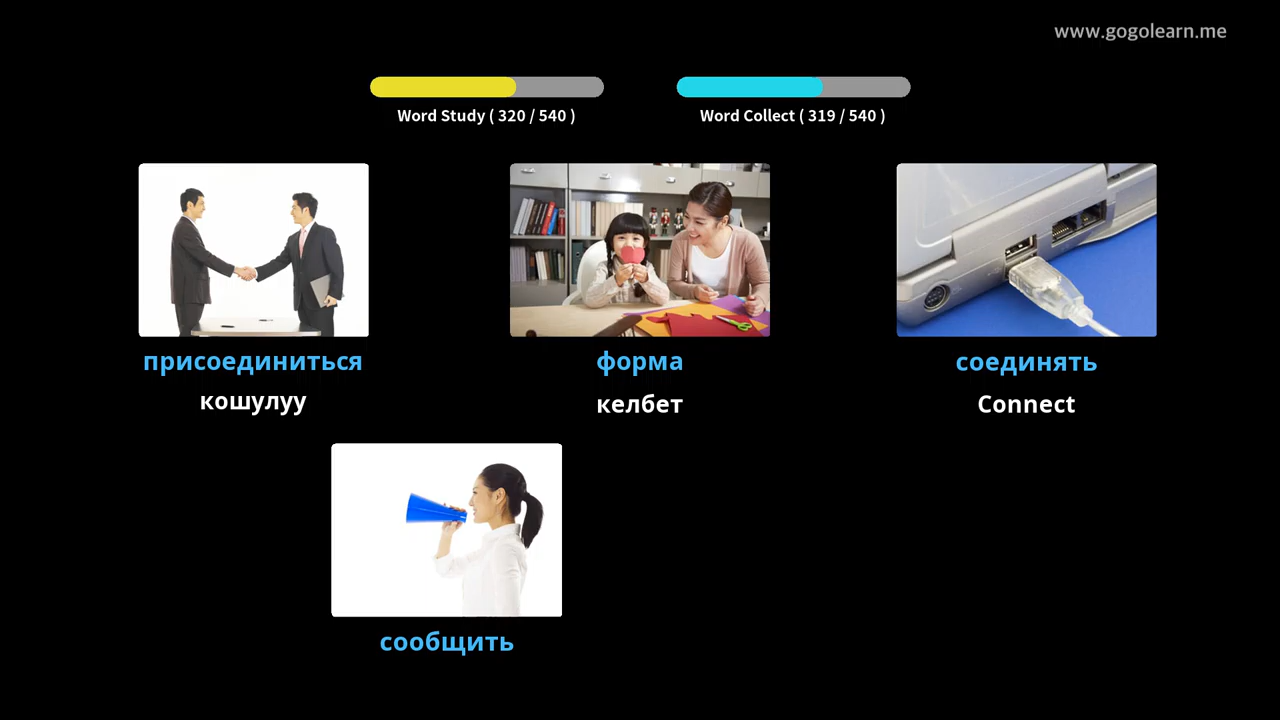 www.gogolearn.me
Word Study ( 320 / 540 )
Word Collect ( 319 / 540 )
присоединиться
кошулуу
форма
келбет
соединять
Connect
сообщить